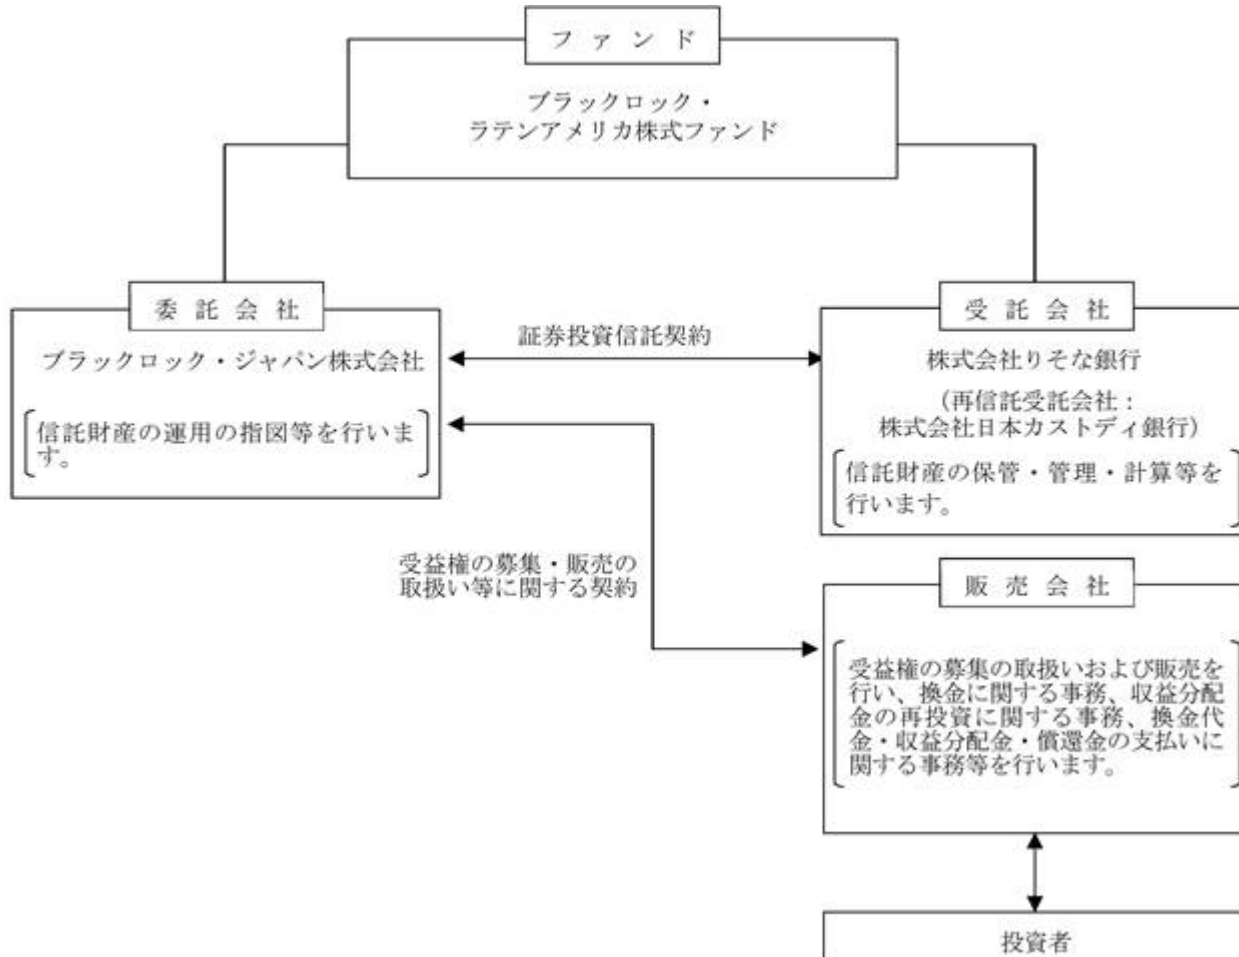 ファンド
ブラックロック・
ラテンアメリカ株式ファンド
委託会社
ブラックロック・ジャパン株式会社
信託財産の運用の指図等を行いま
す。
証券投資信託契約
受託会社
株式会社りそな銀行
（再信託受託会社：
株式会社日本カストディ銀行）
信託財産の保管・管理・計算等を
行います。
受益権の募集・販売の
取扱い等に関する契約
販売会社
受益権の募集の取扱いおよび販売を
行い、換金に関する事務、収益分配
金の再投資に関する事務、換金代
金・収益分配金・償還金の支払いに
関する事務等を行います。
投資者